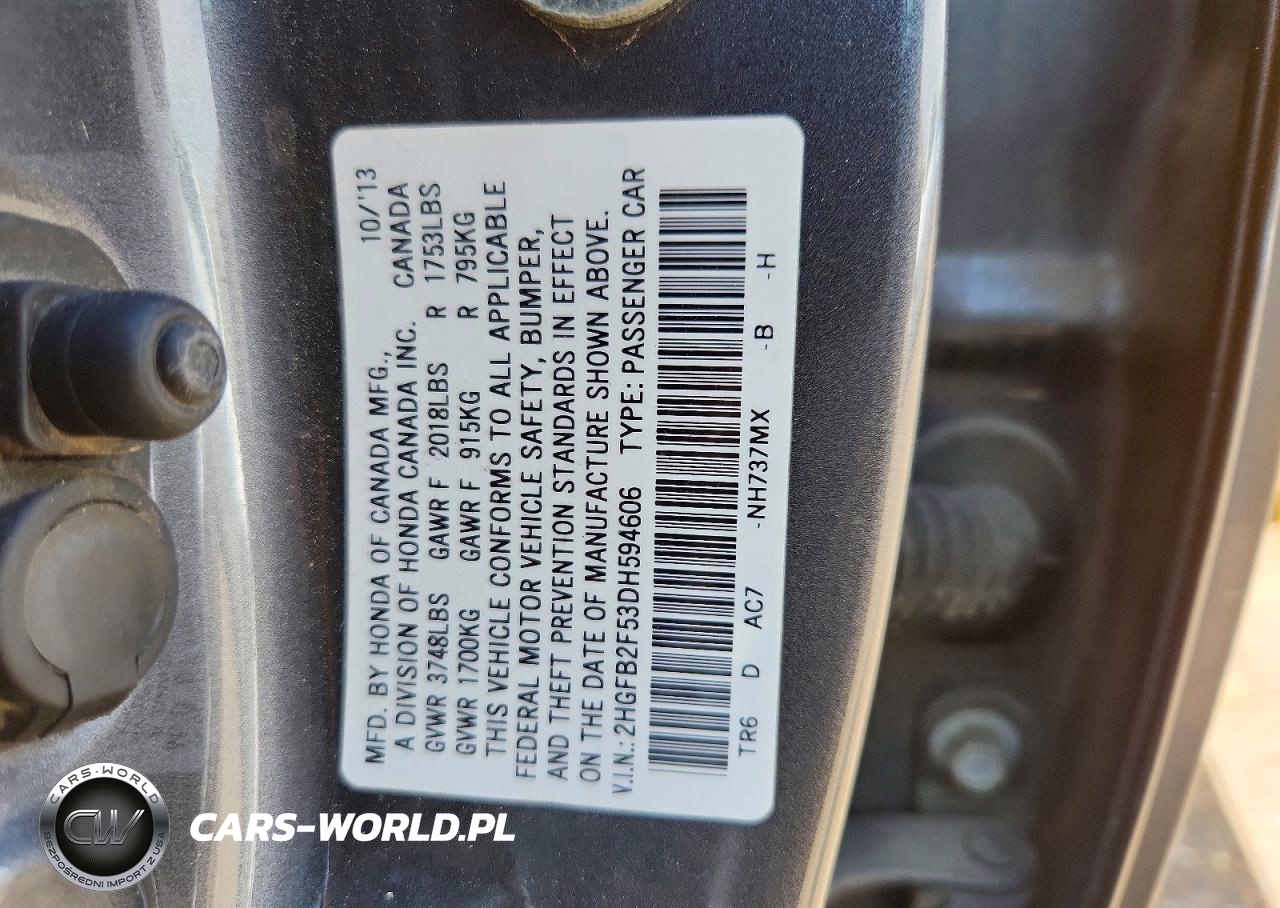 MFD. BY HONDA OF CANADA MFG., 10/'13
A DIVISION OF HONDA CANADA INC. CANADA
GVWR 3748LBS GAWR F 2018LBS R 1753LBS
GVWR 1700KG GAWR F 915KG R 795KG
THIS VEHICLE CONFORMS TO ALL APPLICABLE
FEDERAL MOTOR VEHICLE SAFETY, BUMPER,
AND THEFT PREVENTION STANDARDS IN EFFECT
ON THE DATE OF MANUFACTURE SHOWN ABOVE.
V.I.N.: 2HGFB2F53DH594606 TYPE: PASSENGER CAR
TR6 D AC7 -NH737MX -B -H
CARS-WORLD
CW
BEZPOŚREDNI IMPORT Z USA
CARS-WORLD.PL